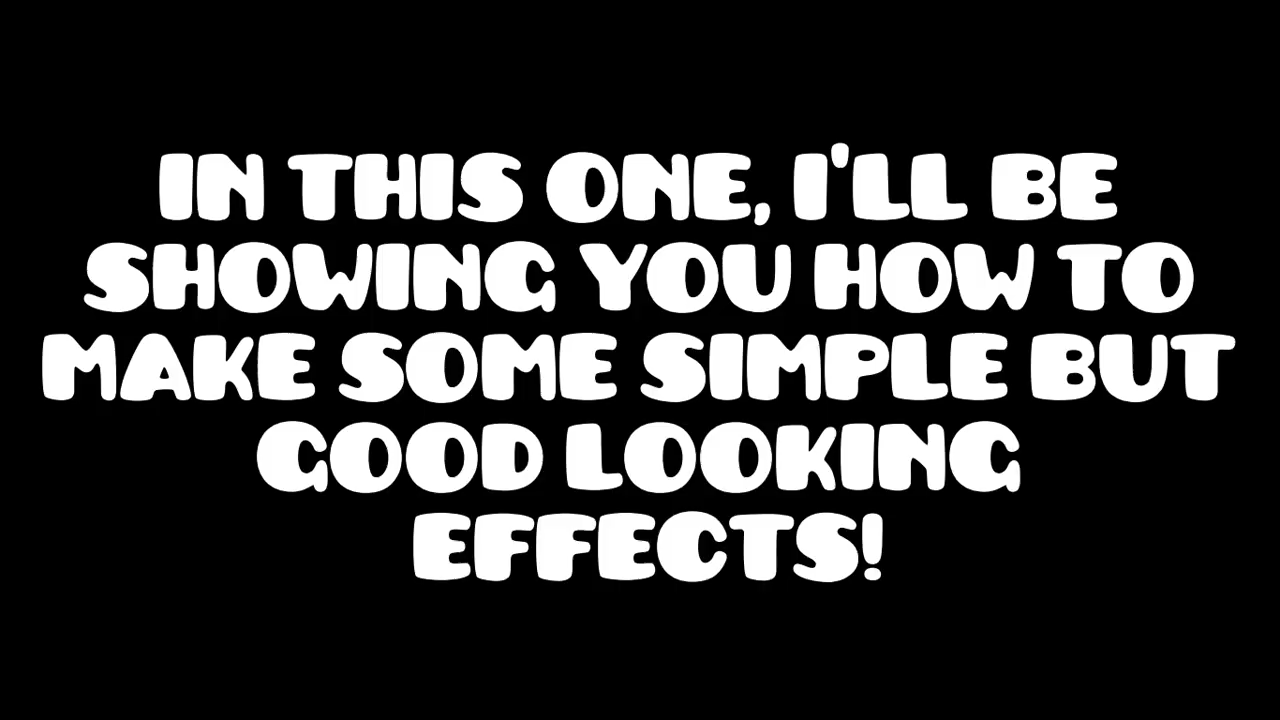 IN THIS ONE, I'LL BE
SHOWING YOU HOW TO
MAKE SOME SIMPLE BUT
GOOD LOOKING
EFFECTS!